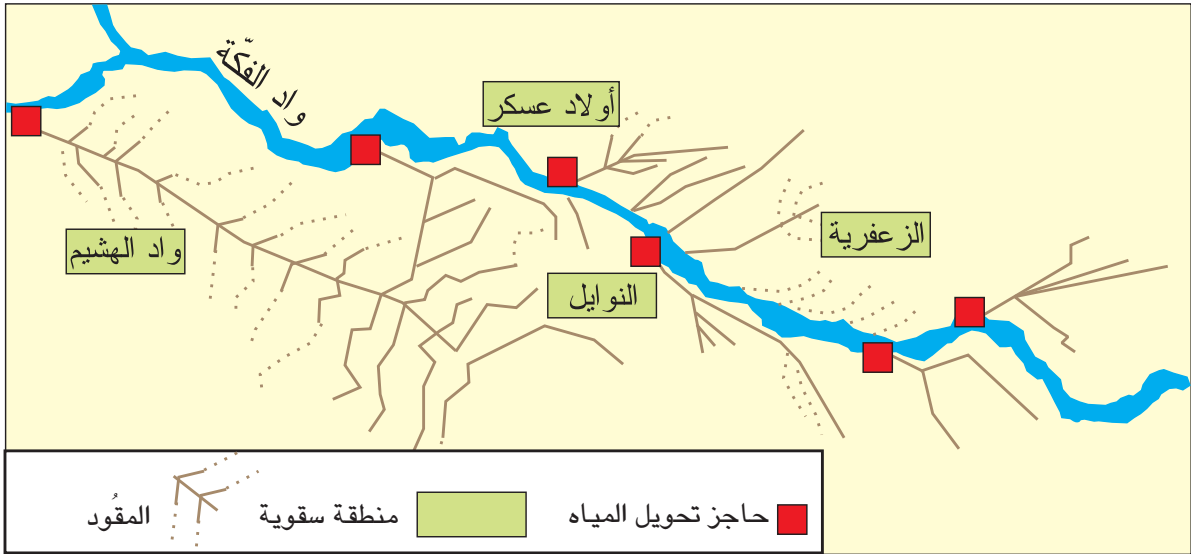 واد الفكّة
أولاد عسكر
الزعفرية
واد الهشيم
النوايل
حاجز تحويل المياه
منطقة سقوية
المقُود